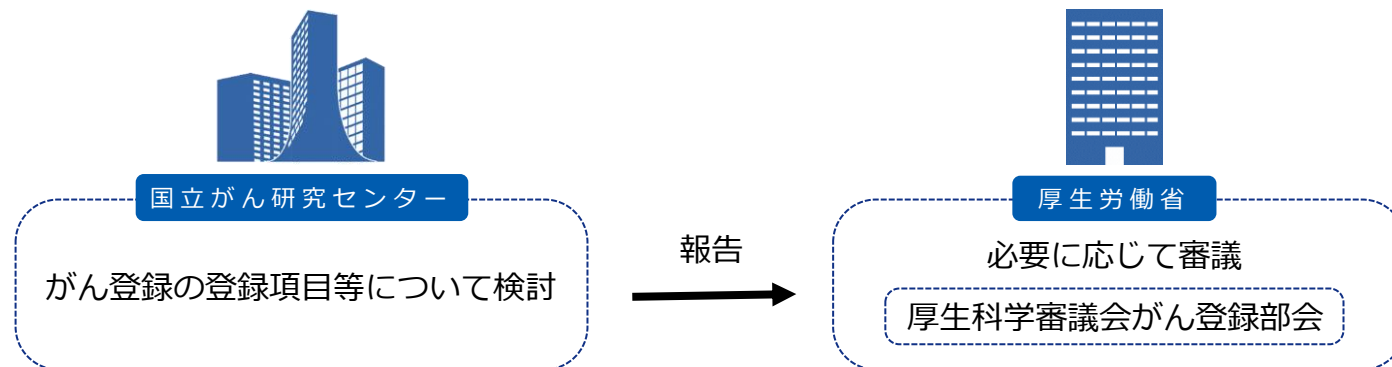 国立がん研究センター
がん登録の登録項目等について検討
報告
厚生労働省
必要に応じて審議
厚生科学審議会がん登録部会